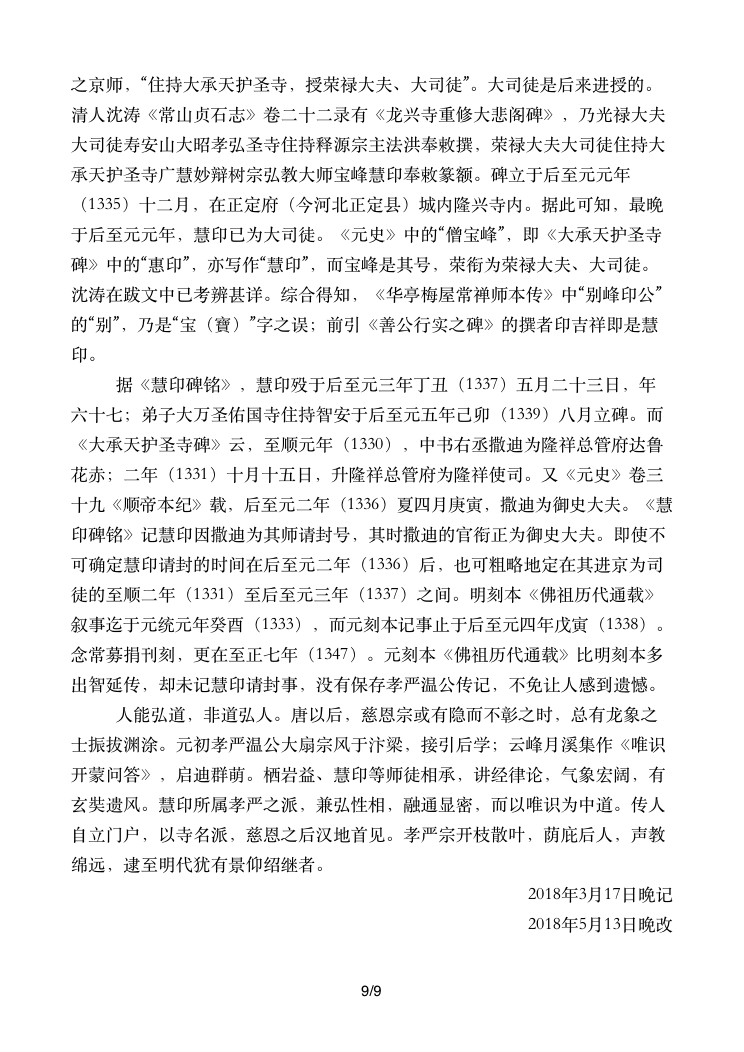 之京师，“住持大承天护圣寺，授荣禄大夫、大司徒”。大司徒是后来进授的。
清人沈涛《常山贞石志》卷二十二录有《龙兴寺重修大悲阁碑》，乃光禄大夫
大司徒寿安山大昭孝弘圣寺住持释源宗主法洪奉敕撰，荣禄大夫大司徒住持大
承天护圣寺广慧妙辩树宗弘教大师宝峰慧印奉敕篆额。碑立于后至元元年
（1335）十二月，在正定府（今河北正定县）城内隆兴寺内。据此可知，最晚
于后至元元年，慧印已为大司徒。《元史》中的“僧宝峰”，即《大承天护圣寺
碑》中的“惠印”，亦写作“慧印”，而宝峰是其号，荣衔为荣禄大夫、大司徒。
沈涛在跋文中已考辨甚详。综合得知，《华亭梅屋常禅师本传》中“别峰印公”
的“别”，乃是“宝（寶）”字之误；前引《善公行实之碑》的撰者印吉祥即是慧
印。
据《慧印碑铭》，慧印殁于后至元三年丁丑（1337）五月二十三日，年
六十七；弟子大万圣佑国寺住持智安于后至元五年己卯（1339）八月立碑。而
《大承天护圣寺碑》云，至顺元年（1330），中书右丞撒迪为隆祥总管府达鲁
花赤；二年（1331）十月十五日，升隆祥总管府为隆祥使司。又《元史》卷三
十九《顺帝本纪》载，后至元二年（1336）夏四月庚寅，撒迪为御史大夫。《慧
印碑铭》记慧印因撒迪为其师请封号，其时撒迪的官衔正为御史大夫。即使不
可确定慧印请封的时间在后至元二年（1336）后，也可粗略地定在其进京为司
徒的至顺二年（1331）至后至元三年（1337）之间。明刻本《佛祖历代通载》
叙事迄于元统元年癸酉（1333），而元刻本记事止于后至元四年戊寅（1338）。
念常募捐刊刻，更在至正七年（1347）。元刻本《佛祖历代通载》比明刻本多
出智延传，却未记慧印请封事，没有保存孝严温公传记，不免让人感到遗憾。
人能弘道，非道弘人。唐以后，慈恩宗或有隐而不彰之时，总有龙象之
士振拔渊涂。元初孝严温公大扇宗风于汴梁，接引后学；云峰月溪集作《唯识
开蒙问答》，启迪群萌。栖岩益、慧印等师徒相承，讲经律论，气象宏阔，有
玄奘遗风。慧印所属孝严之派，兼弘性相，融通显密，而以唯识为中道。传人
自立门户，以寺名派，慈恩之后汉地首见。孝严宗开枝散叶，荫庇后人，声教
绵远，逮至明代犹有景仰绍继者。
2018年3月17日晚记
2018年5月13日晚改
9/9